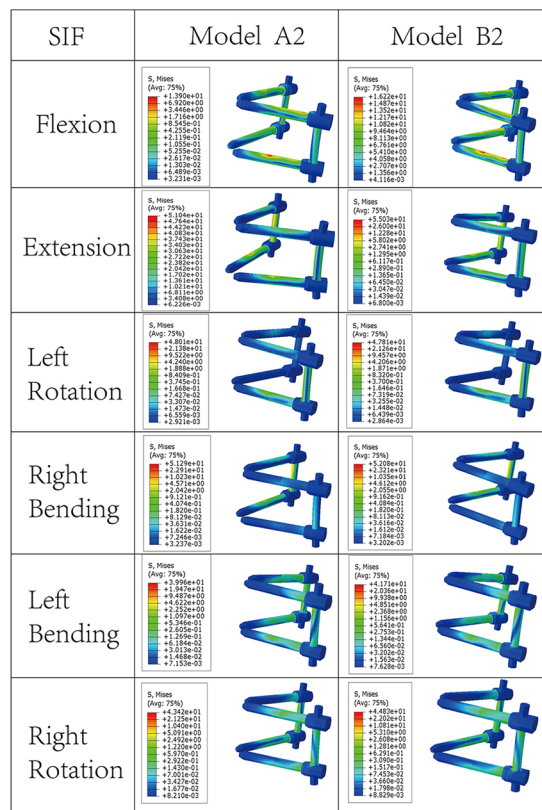 SIF
Model A2
Model B2
Flexion
S, Mises
(Avg: 75%)
+1.390e+01
+6.920e+00
+3.446e+00
+1.716e+00
+8.545e-01
+4.255e-01
+2.119e-01
+1.055e-01
+5.255e-02
+2.617e-02
+1.303e-02
+6.489e-03
+3.231e-03
S, Mises
(Avg: 75%)
+1.622e+01
+1.487e+01
+1.352e+01
+1.217e+01
+1.082e+01
+9.464e+00
+8.113e+00
+6.761e+00
+5.410e+00
+4.058e+00
+2.707e+00
+1.356e+00
+4.116e-03
Extension
S, Mises
(Avg: 75%)
+5.104e+01
+4.764e+01
+4.423e+01
+4.083e+01
+3.743e+01
+3.403e+01
+3.063e+01
+2.722e+01
+2.382e+01
+2.042e+01
+1.702e+01
+1.361e+01
+1.021e+01
+6.811e+00
+3.408e+00
+6.226e-03
S, Mises
(Avg: 75%)
+5.503e+01
+2.600e+01
+1.228e+01
+5.802e+00
+2.741e+00
+1.295e+00
+6.117e-01
+2.890e-01
+1.365e-01
+6.450e-02
+3.047e-02
+1.439e-02
+6.800e-03
Left
Rotation
S, Mises
(Avg: 75%)
+4.801e+01
+2.138e+01
+9.522e+00
+4.240e+00
+1.888e+00
+8.409e-01
+3.745e-01
+1.668e-01
+7.427e-02
+3.307e-02
+1.473e-02
+6.559e-03
+2.921e-03
S, Mises
(Avg: 75%)
+4.781e+01
+2.126e+01
+9.457e+00
+4.206e+00
+1.871e+00
+8.320e-01
+3.700e-01
+1.646e-01
+7.319e-02
+3.255e-02
+1.448e-02
+6.439e-03
+2.864e-03
Right
Bending
S, Mises
(Avg: 75%)
+5.129e+01
+2.291e+01
+1.023e+01
+4.571e+00
+2.042e+00
+9.121e-01
+4.074e-01
+1.820e-01
+8.129e-02
+3.631e-02
+1.622e-02
+7.246e-03
+3.237e-03
S, Mises
(Avg: 75%)
+5.208e+01
+2.321e+01
+1.035e+01
+4.612e+00
+2.055e+00
+9.162e-01
+4.084e-01
+1.820e-01
+8.113e-02
+3.616e-02
+1.612e-02
+7.184e-03
+3.202e-03
Left
Bending
S, Mises
(Avg: 75%)
+3.996e+01
+1.947e+01
+9.487e+00
+4.622e+00
+2.252e+00
+1.097e+00
+5.346e-01
+2.605e-01
+1.269e-01
+6.184e-02
+3.013e-02
+1.468e-02
+7.153e-03
S, Mises
(Avg: 75%)
+4.171e+01
+2.036e+01
+9.938e+00
+4.851e+00
+2.368e+00
+1.156e+00
+5.641e-01
+2.753e-01
+1.344e-01
+6.560e-02
+3.202e-02
+1.563e-02
+7.628e-03
Right
Rotation
S, Mises
(Avg: 75%)
+4.342e+01
+2.125e+01
+1.040e+01
+5.091e+00
+2.492e+00
+1.220e+00
+5.970e-01
+2.922e-01
+1.430e-01
+7.001e-02
+3.427e-02
+1.677e-02
+8.210e-03
S, Mises
(Avg: 75%)
+4.483e+01
+2.202e+01
+1.081e+01
+5.310e+00
+2.608e+00
+1.281e+00
+6.291e-01
+3.090e-01
+1.517e-01
+7.453e-02
+3.660e-02
+1.798e-02
+8.829e-03